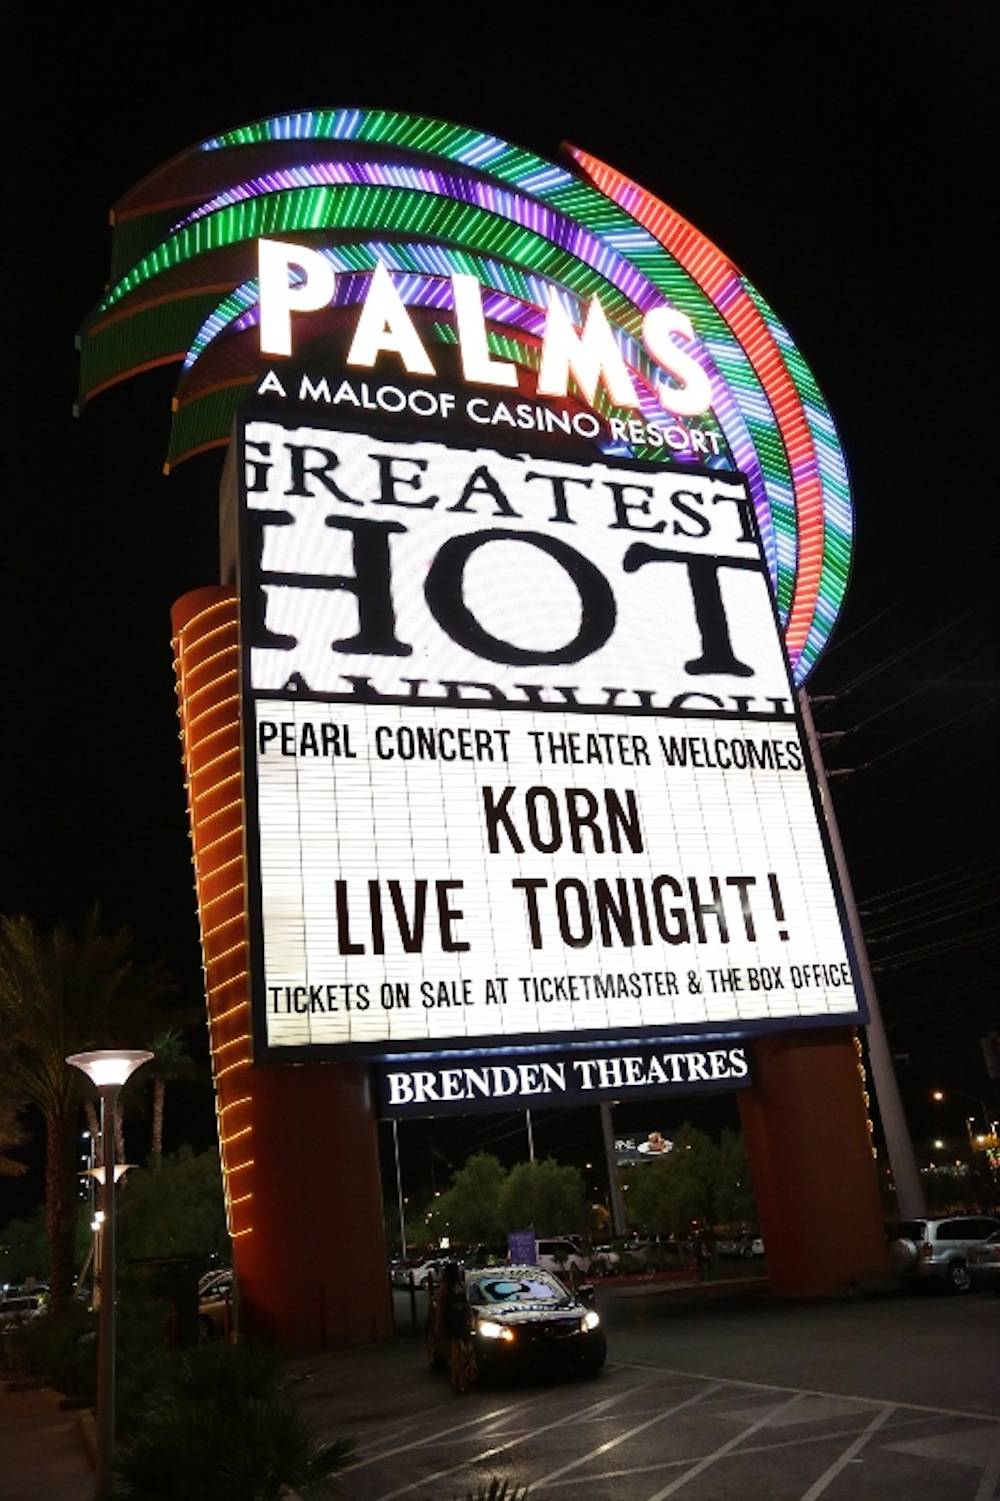 PALMS
A MALOOF CASINO RESORT
GREATEST
HOT
PEARL CONCERT THEATER WELCOMES
KORN
LIVE TONIGHT!
TICKETS ON SALE AT TICKETMASTER & THE BOX OFFICE
BRENDEN THEATRES